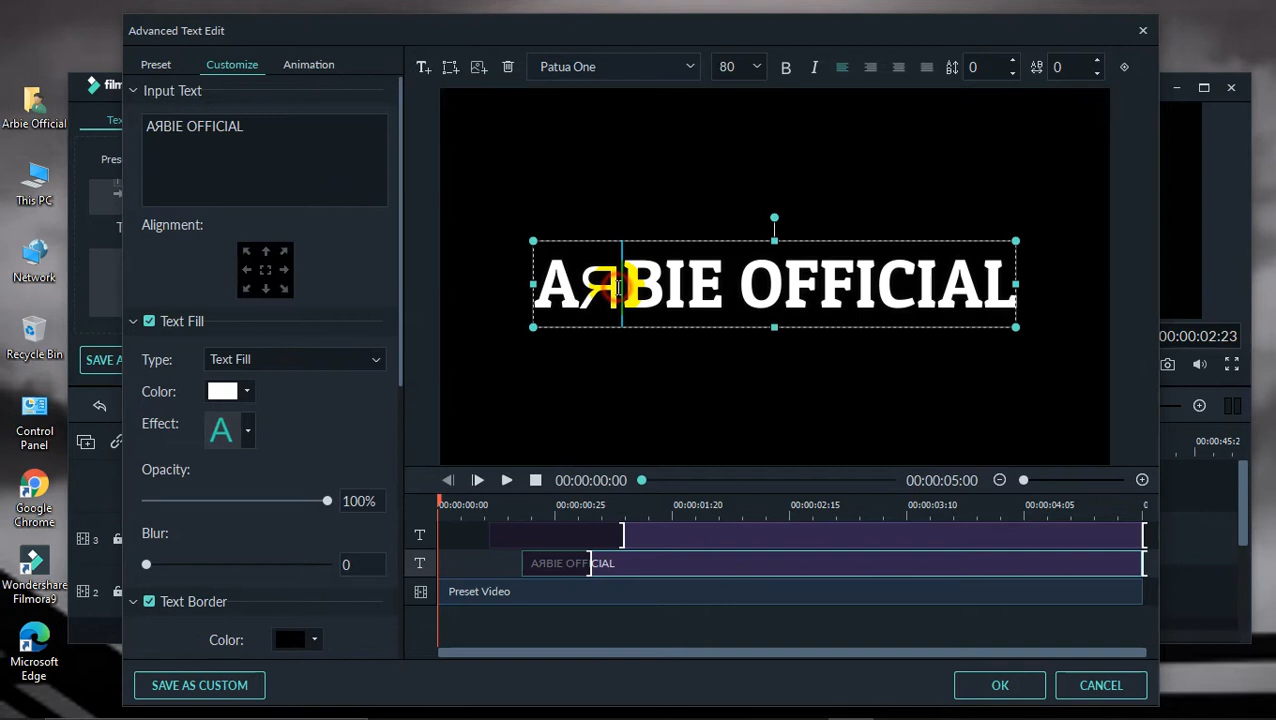 Advanced Text Edit
Preset
Customize
Animation
T+
Patua One
80
B
I
0
0
Input Text
AЯBIE OFFICIAL
Alignment:
Text Fill
Type:
Text Fill
Color:
Effect:
A
Opacity:
100%
Blur:
0
Text Border
Color:
AЯBIE OFFICIAL
00:00:00:00
00:00:05:00
00:00:00:00
00:00:00:25
00:00:01:20
00:00:02:15
00:00:03:10
00:00:04:05
0
T
T
AЯBIE OFFICIAL
Preset Video
SAVE AS CUSTOM
OK
CANCEL
film
Tex
Prese
T
SAVE A
3
2
00:00:02:23
00:00:45:2
Arbie Official
This PC
Network
Recycle Bin
Control
Panel
Google
Chrome
Wondershare
Filmora9
Microsoft
Edge